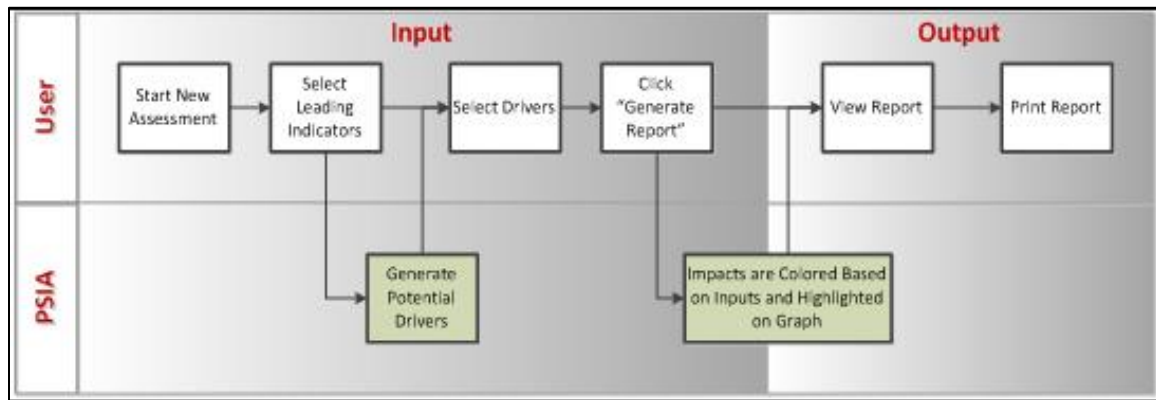 Input
Output
User
Start New
Assessment
Select
Leading
Indicators
Select Drivers
Click
"Generate
Report"
View Report
Print Report
PSIA
Generate
Potential
Drivers
Impacts are Colored Based
on Inputs and Highlighted
on Graph